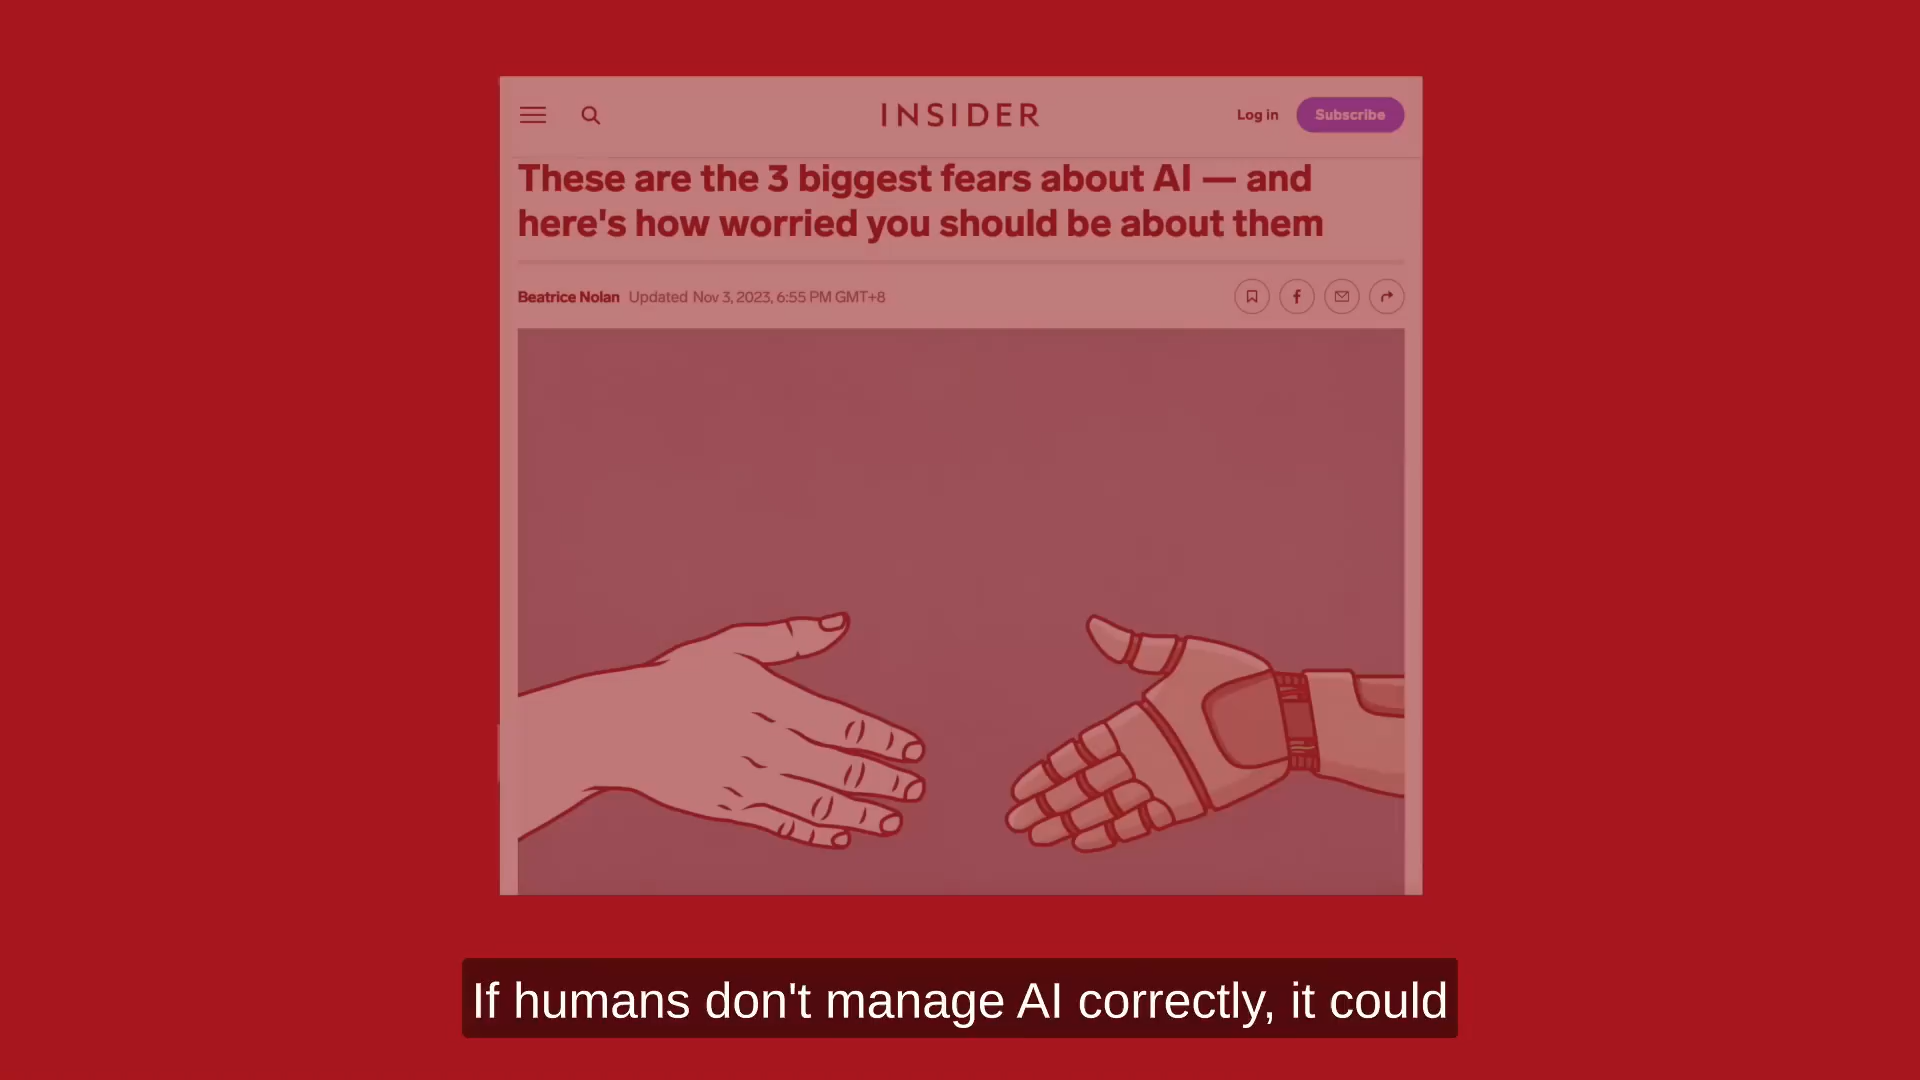 INSIDER
Log in
Subscribe
These are the 3 biggest fears about AI — and
here's how worried you should be about them
Beatrice Nolan Updated Nov 3, 2023, 6:55 PM GMT+8
If humans don't manage AI correctly, it could